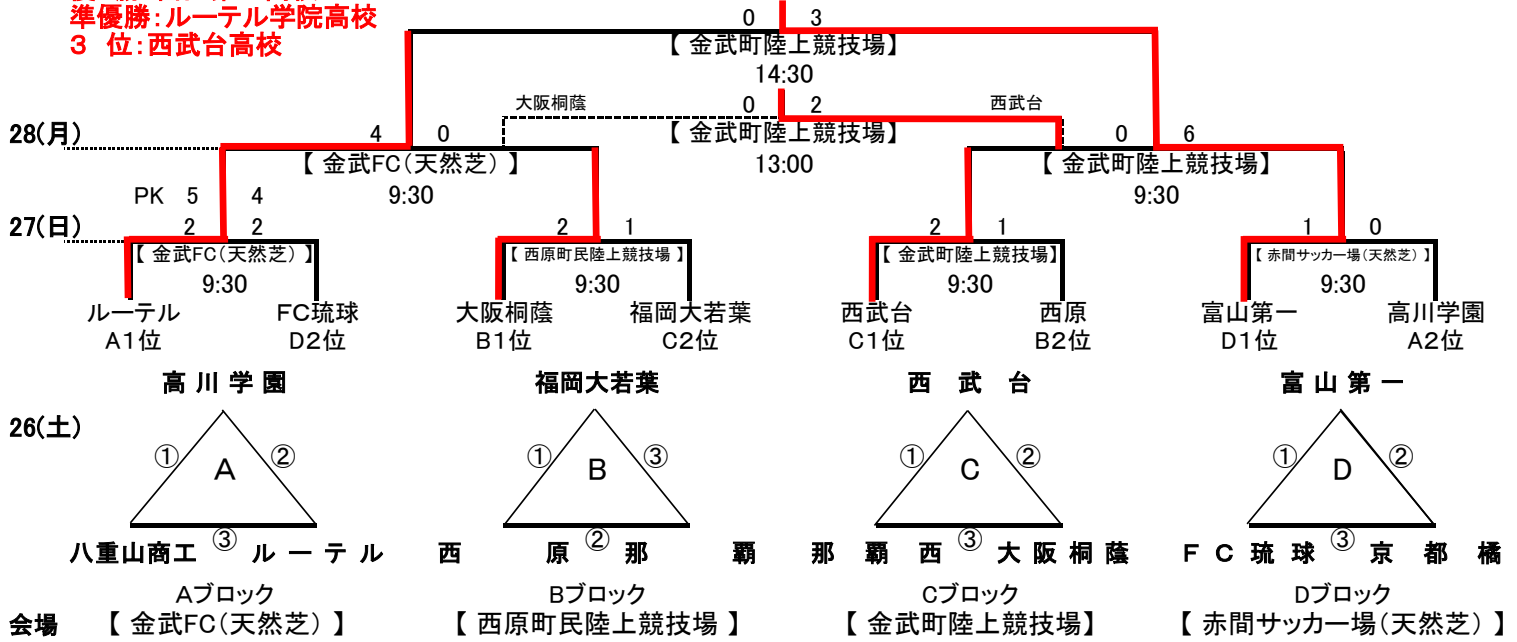 準優勝:ルーテル学院高校
3 位:西武台高校
0 3
【 金武町陸上競技場】
14:30
大阪桐蔭 0 2 西武台
【 金武町陸上競技場】
13:00
28(月) 4 0 0 6
【 金武FC(天然芝) 】 【 金武町陸上競技場】
9:30 9:30
PK 5 4
27(日) 2 2 2 1 2 1 1 0
【 金武FC(天然芝) 】 【 西原町民陸上競技場 】 【 金武町陸上競技場】 【 赤間サッカー場(天然芝) 】
9:30 9:30 9:30 9:30
ルーテル FC琉球 大阪桐蔭 福岡大若葉 西武台 西原 富山第一 高川学園
A1位 D2位 B1位 C2位 C1位 B2位 D1位 A2位
高川学園 福岡大若葉 西武台 富山第一
26(土)
① A ② ① B ③ ① C ② ① D ②
八重山商工 ③ ルーテル 西原 ② 那覇 那覇西 ③ 大阪桐蔭 FC琉球 ③ 京都橘
Aブロック Bブロック Cブロック Dブロック
会場 【 金武FC(天然芝) 】 【 西原町民陸上競技場 】 【 金武町陸上競技場】 【 赤間サッカー場(天然芝) 】